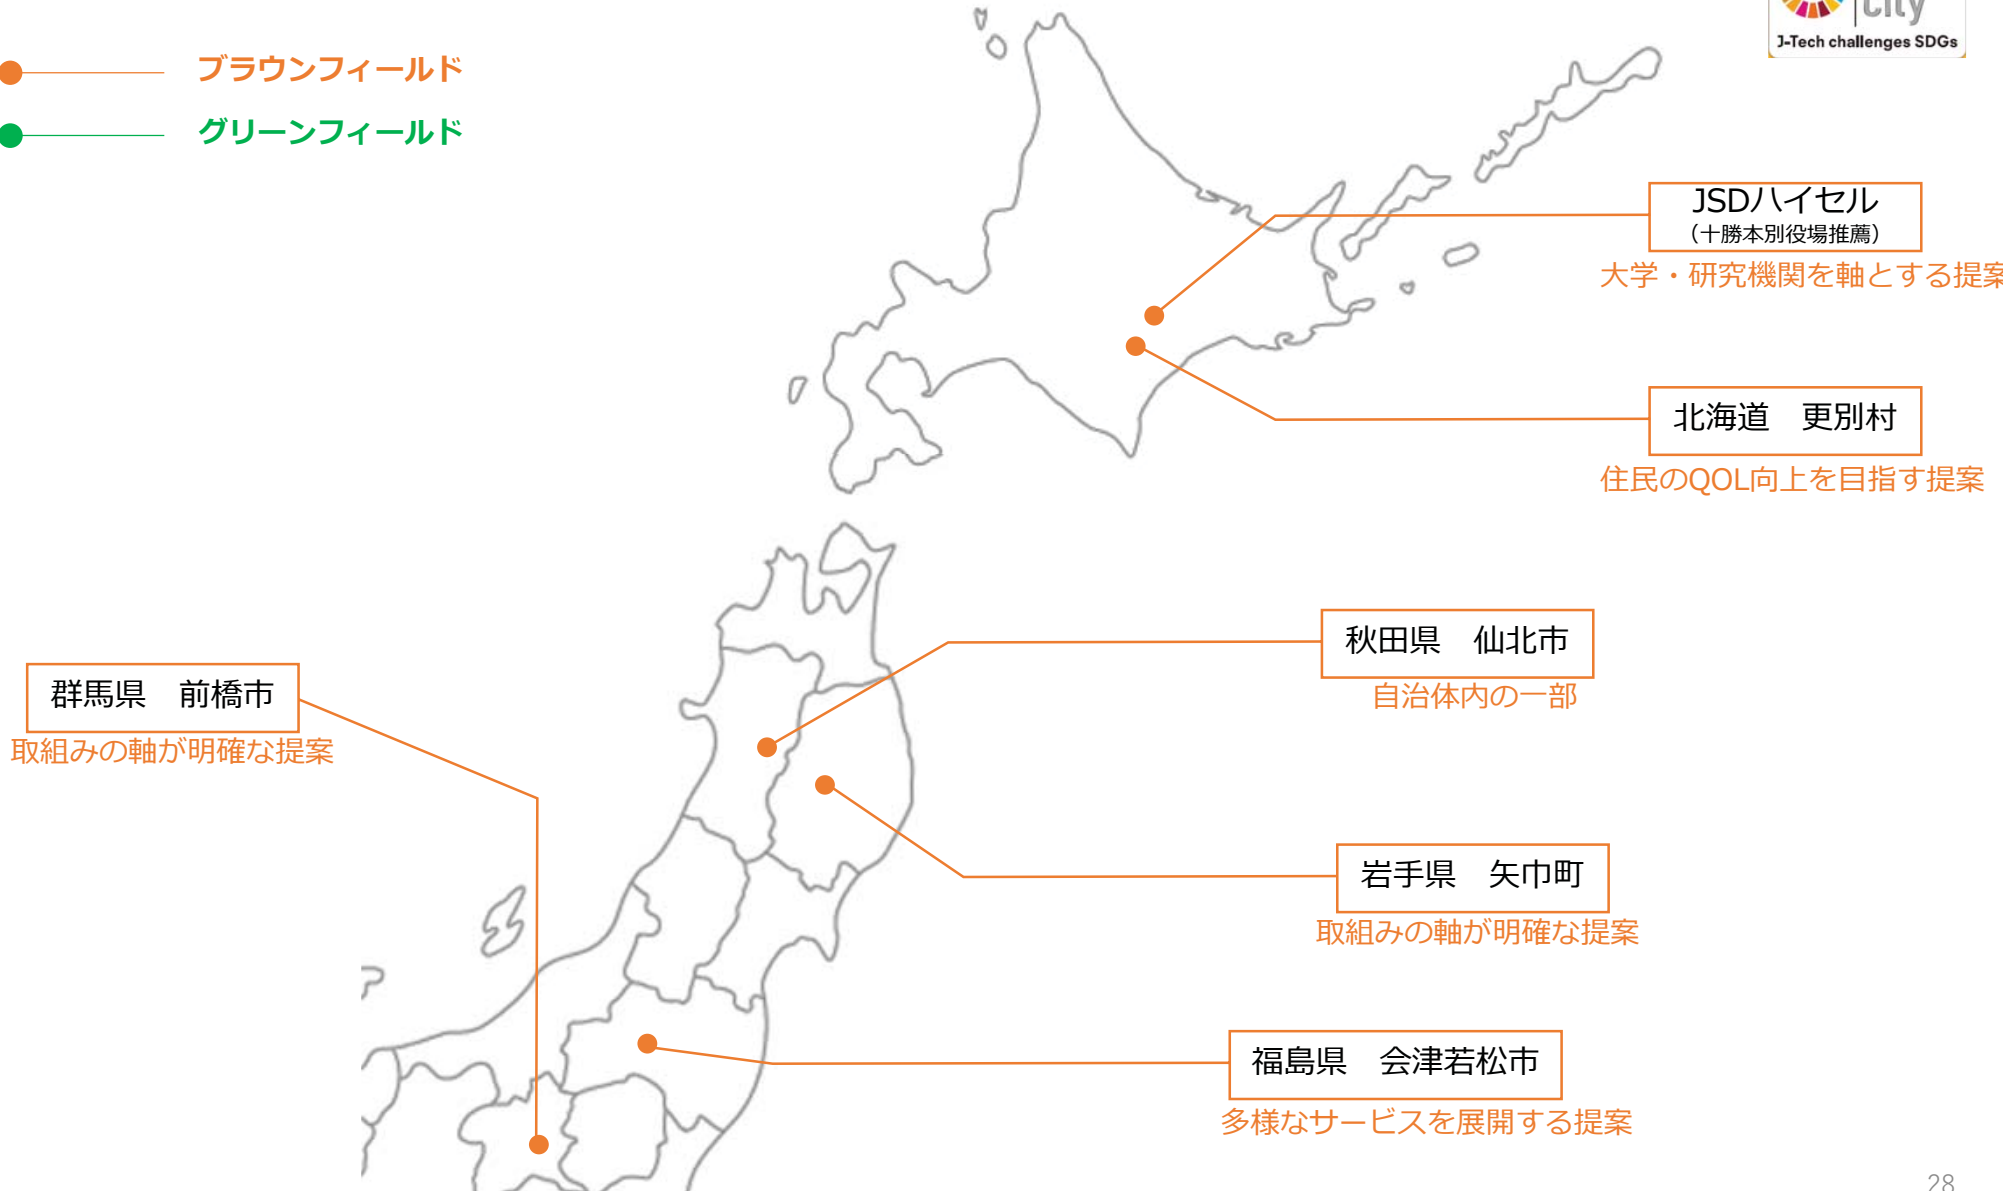 City
J-Tech challenges SDGs
ブラウンフィールド
グリーンフィールド
JSDハイセル
（十勝本別役場推薦）
大学・研究機関を軸とする提案
北海道　更別村
住民のQOL向上を目指す提案
秋田県　仙北市
自治体内の一部
群馬県　前橋市
取組みの軸が明確な提案
岩手県　矢巾町
取組みの軸が明確な提案
福島県　会津若松市
多様なサービスを展開する提案
28